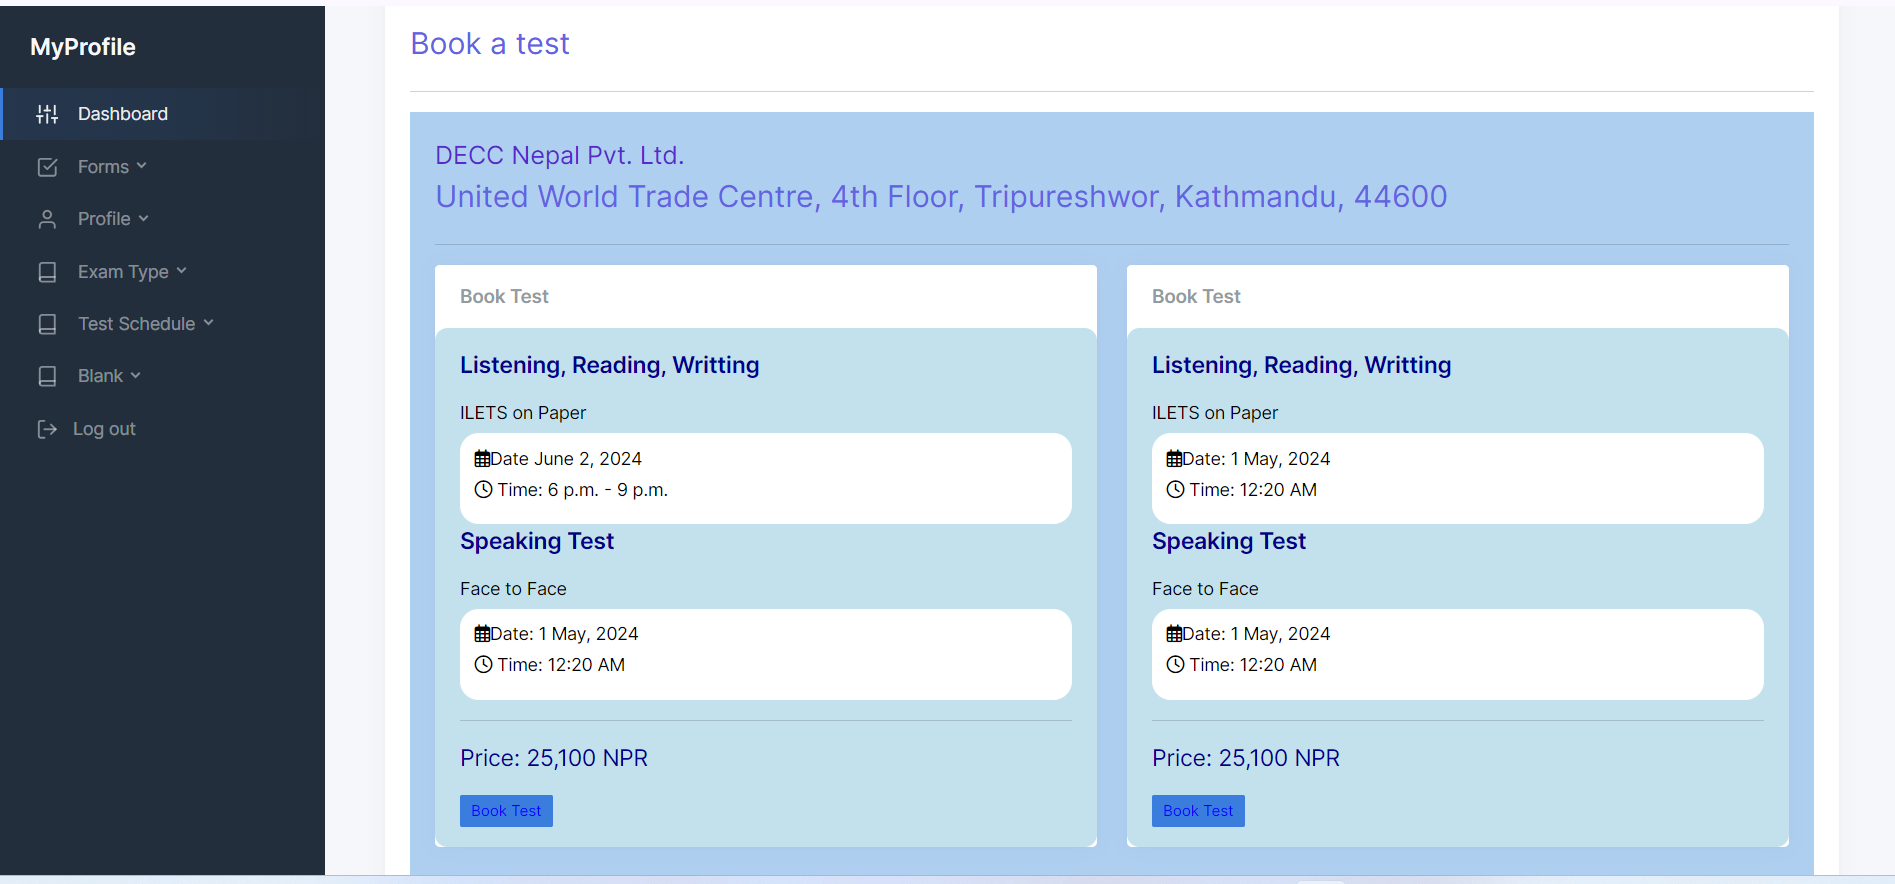 MyProfile
Dashboard
Forms
Profile
Exam Type
Test Schedule
Blank
Log out
Book a test
DECC Nepal Pvt. Ltd.
United World Trade Centre, 4th Floor, Tripureshwor, Kathmandu, 44600
Book Test
Listening, Reading, Writting
ILETS on Paper
Date June 2, 2024
Time: 6 p.m. - 9 p.m.
Speaking Test
Face to Face
Date: 1 May, 2024
Time: 12:20 AM
Price: 25,100 NPR
Book Test
Book Test
Listening, Reading, Writting
ILETS on Paper
Date: 1 May, 2024
Time: 12:20 AM
Speaking Test
Face to Face
Date: 1 May, 2024
Time: 12:20 AM
Price: 25,100 NPR
Book Test